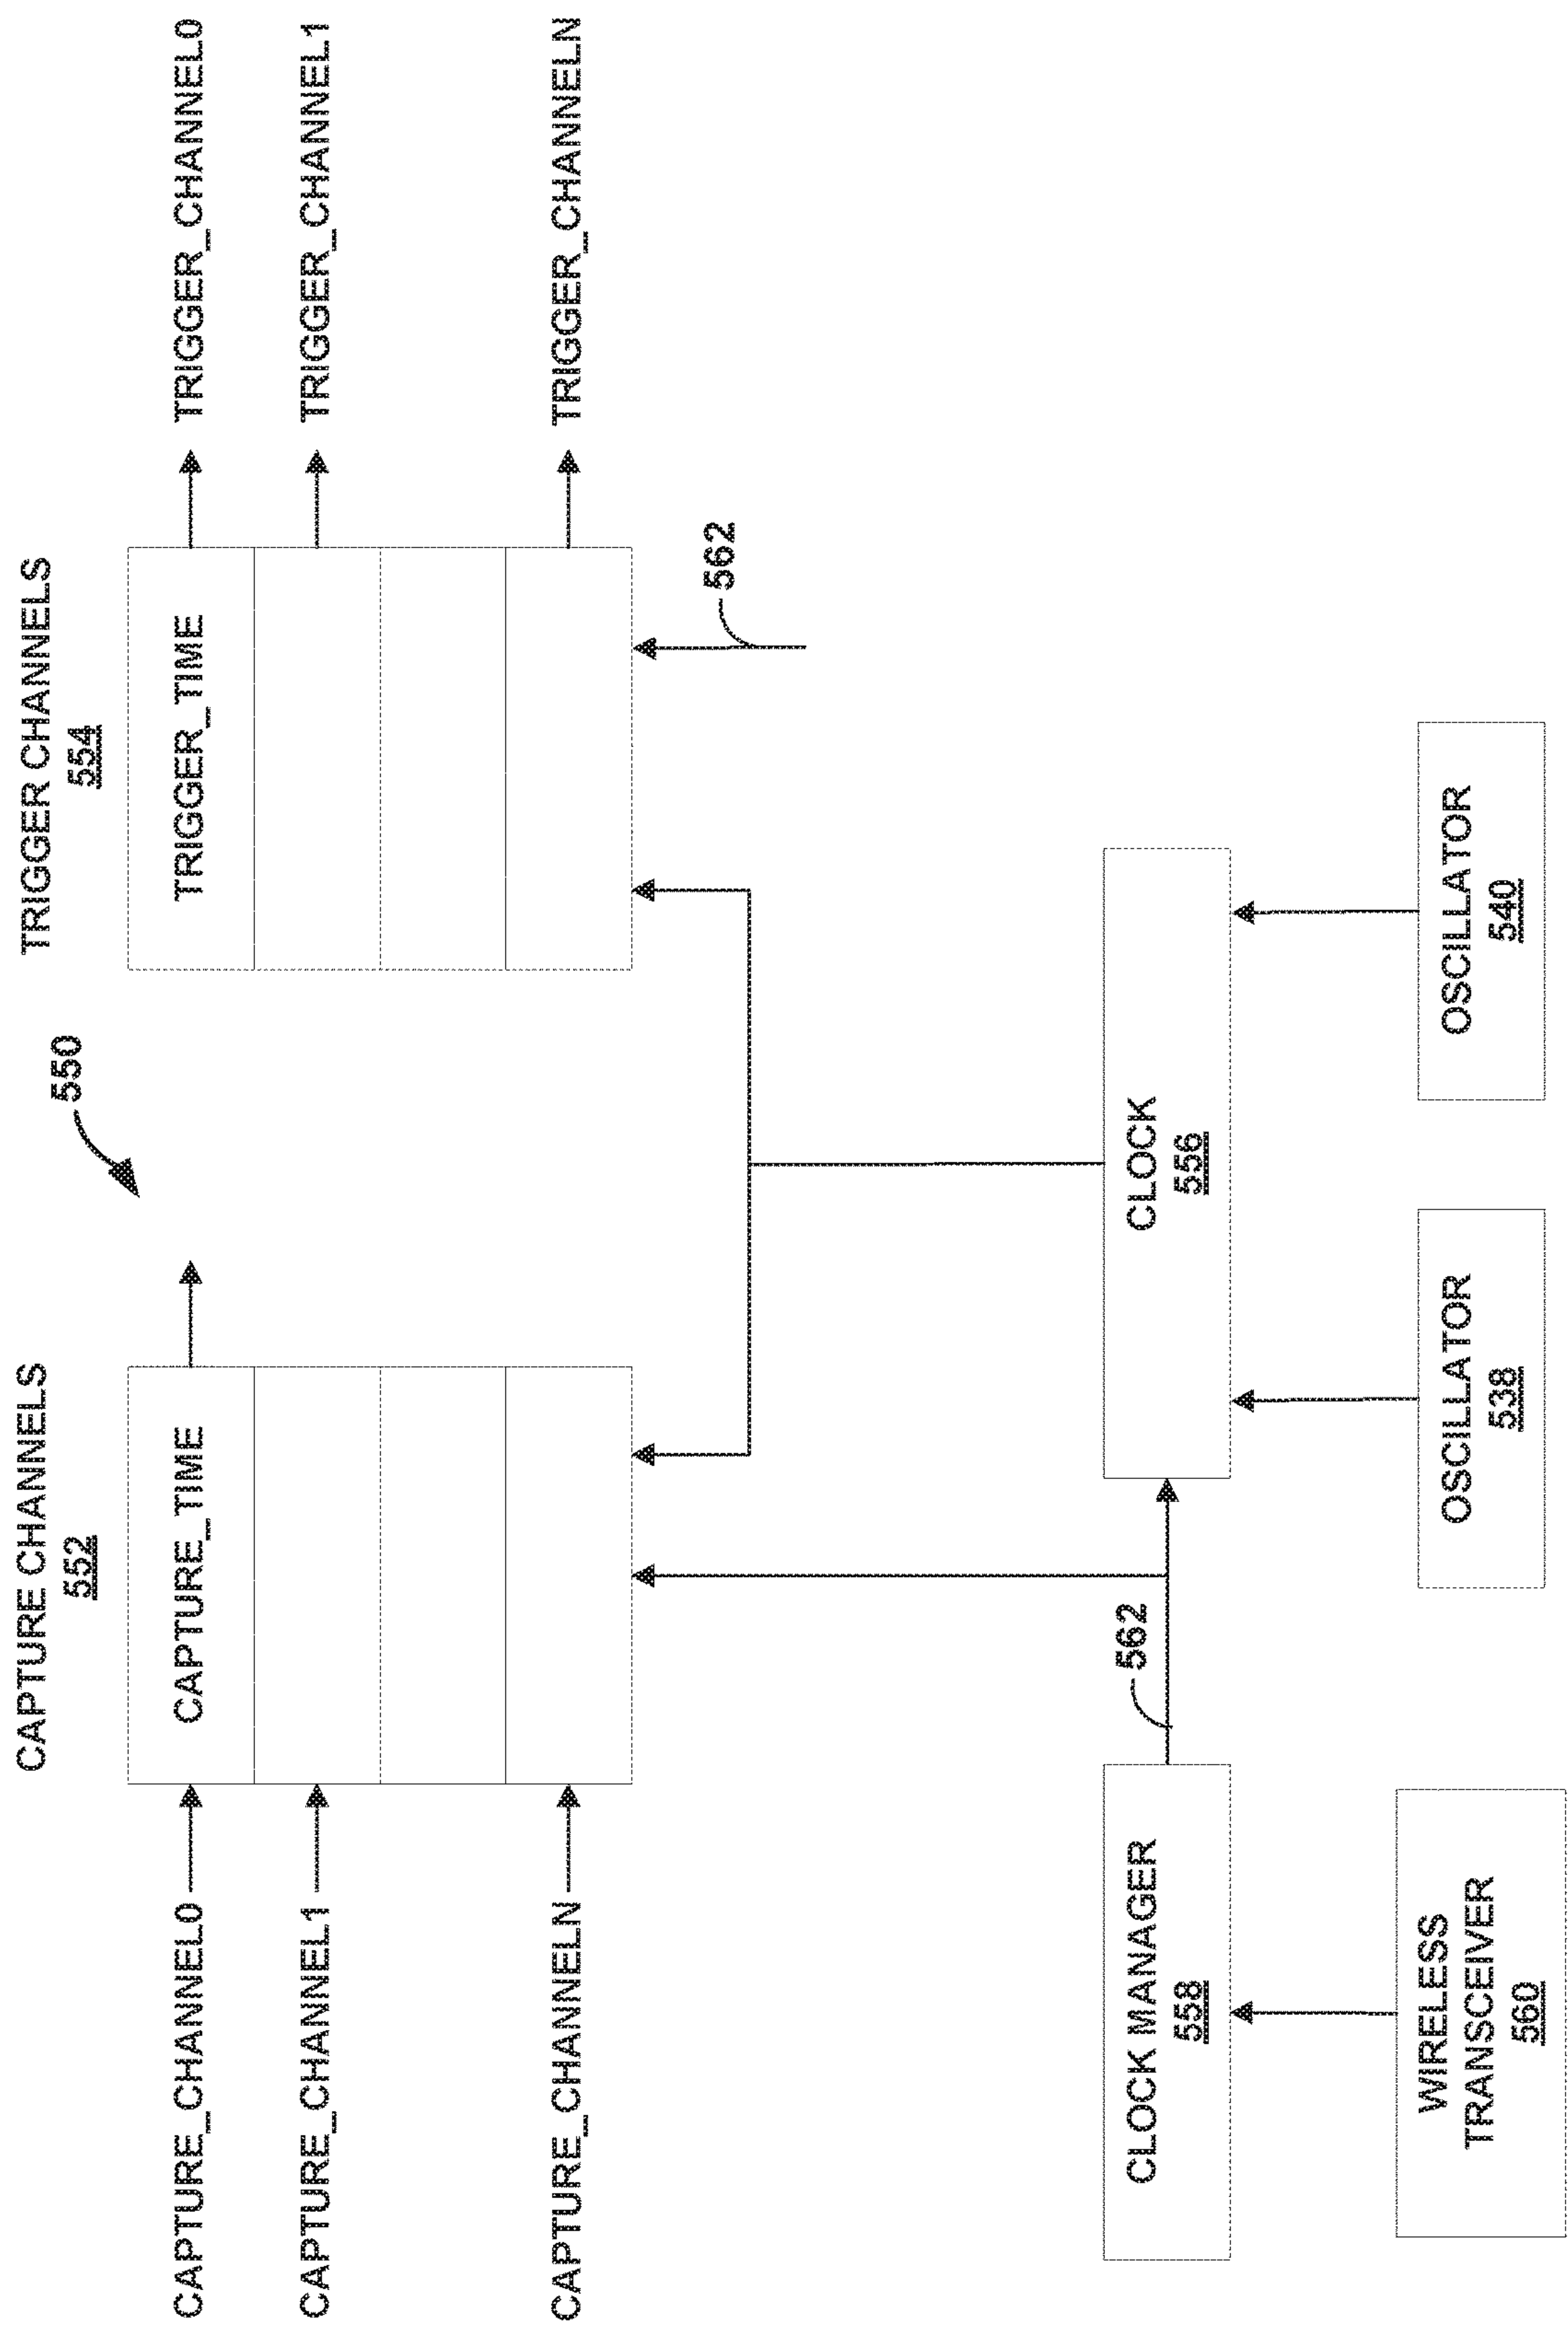 CAPTURE CHANNELS
552
550
TRIGGER CHANNELS
554
CAPTURE_CHANNEL0
CAPTURE_TIME
TRIGGER_TIME
TRIGGER_CHANNEL0
CAPTURE_CHANNEL1
TRIGGER_CHANNEL1
CAPTURE_CHANNELN
TRIGGER_CHANNELN
562
562
CLOCK MANAGER
558
CLOCK
556
WIRELESS
TRANSCEIVER
560
OSCILLATOR
538
OSCILLATOR
540